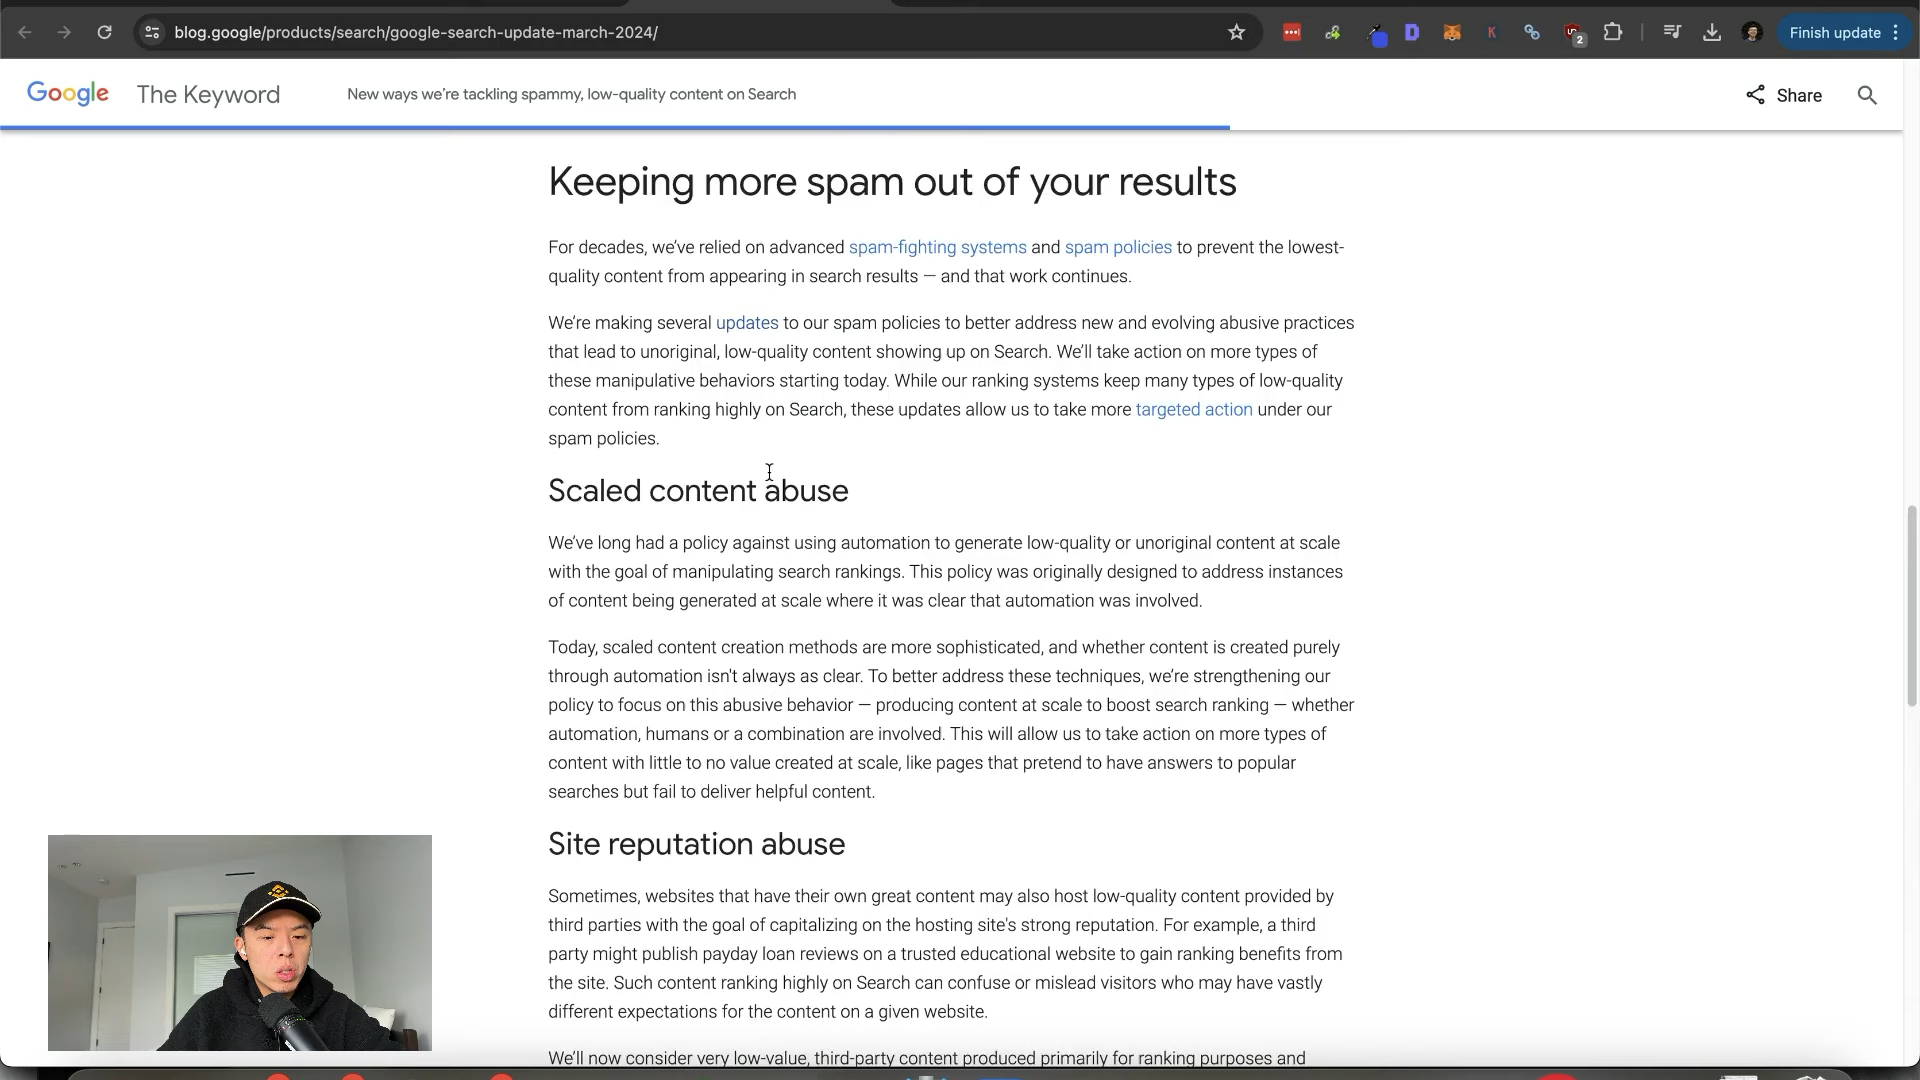 blog.google/products/search/google-search-update-march-2024/
2
Finish update
Google The Keyword
New ways we’re tackling spammy, low-quality content on Search
Share
Keeping more spam out of your results
For decades, we’ve relied on advanced spam-fighting systems and spam policies to prevent the lowest-
quality content from appearing in search results — and that work continues.
We’re making several updates to our spam policies to better address new and evolving abusive practices
that lead to unoriginal, low-quality content showing up on Search. We’ll take action on more types of
these manipulative behaviors starting today. While our ranking systems keep many types of low-quality
content from ranking highly on Search, these updates allow us to take more targeted action under our
spam policies.
Scaled content abuse
We’ve long had a policy against using automation to generate low-quality or unoriginal content at scale
with the goal of manipulating search rankings. This policy was originally designed to address instances
of content being generated at scale where it was clear that automation was involved.
Today, scaled content creation methods are more sophisticated, and whether content is created purely
through automation isn't always as clear. To better address these techniques, we’re strengthening our
policy to focus on this abusive behavior — producing content at scale to boost search ranking — whether
automation, humans or a combination are involved. This will allow us to take action on more types of
content with little to no value created at scale, like pages that pretend to have answers to popular
searches but fail to deliver helpful content.
Site reputation abuse
Sometimes, websites that have their own great content may also host low-quality content provided by
third parties with the goal of capitalizing on the hosting site's strong reputation. For example, a third
party might publish payday loan reviews on a trusted educational website to gain ranking benefits from
the site. Such content ranking highly on Search can confuse or mislead visitors who may have vastly
different expectations for the content on a given website.
We’ll now consider very low-value, third-party content produced primarily for ranking purposes and